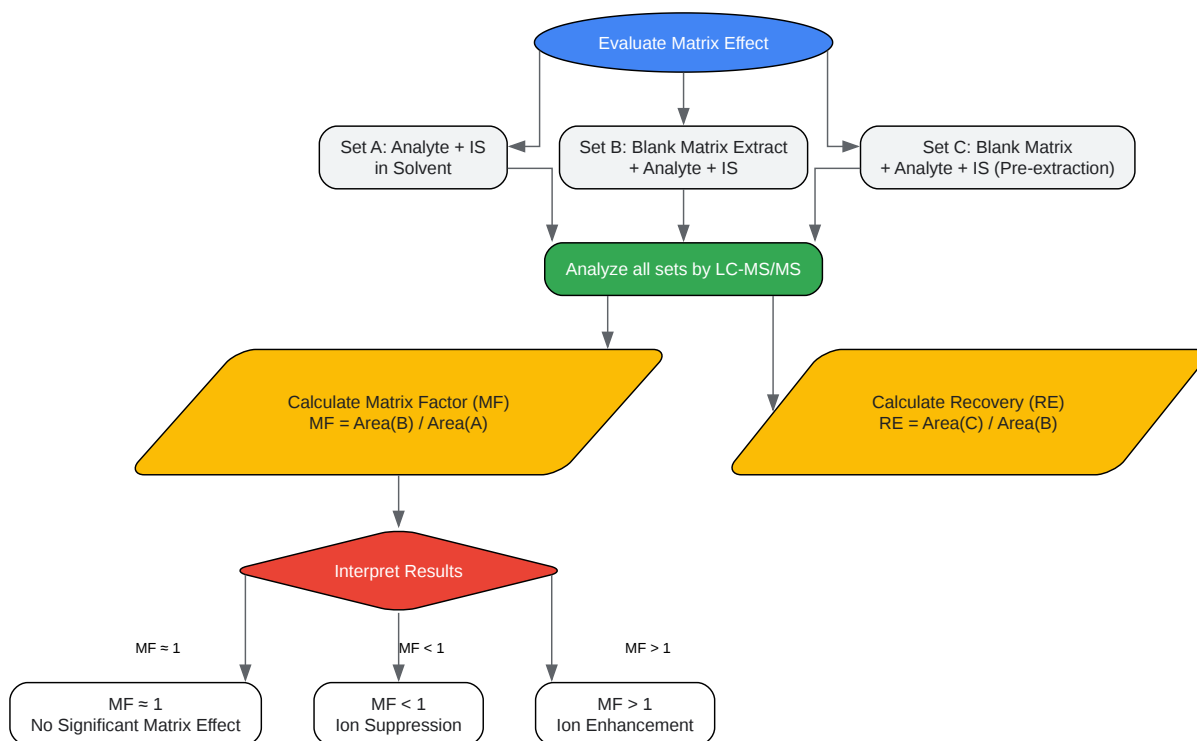 Evaluate Matrix Effect
Set A: Analyte + IS
in Solvent
Set B: Blank Matrix Extract
+ Analyte + IS
Set C: Blank Matrix
+ Analyte + IS (Pre-extraction)
Analyze all sets by LC-MS/MS
Calculate Matrix Factor (MF)
MF = Area(B) / Area(A)
Calculate Recovery (RE)
RE = Area(C) / Area(B)
Interpret Results
MF ≈ 1
MF < 1
MF > 1
MF ≈ 1
No Significant Matrix Effect
MF < 1
Ion Suppression
MF > 1
Ion Enhancement